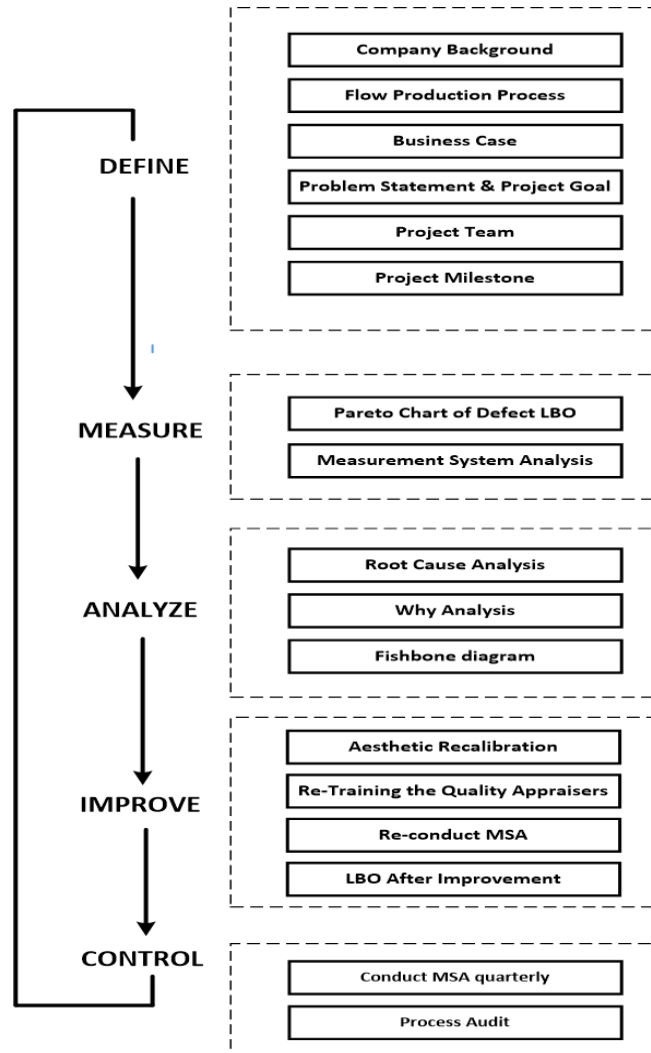 Company Background
Flow Production Process
Business Case
DEFINE
Problem Statement & Project Goal
Project Team
Project Milestone
MEASURE
Pareto Chart of Defect LBO
Measurement System Analysis
ANALYZE
Root Cause Analysis
Why Analysis
Fishbone diagram
IMPROVE
Aesthetic Recalibration
Re-Training the Quality Appraisers
Re-conduct MSA
LBO After Improvement
CONTROL
Conduct MSA quarterly
Process Audit